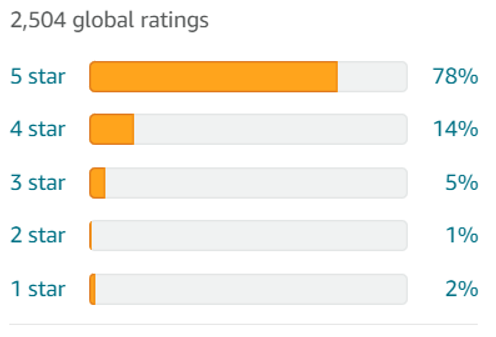 2,504 global ratings
5 star 78%
4 star 14%
3 star 5%
2 star 1%
1 star 2%